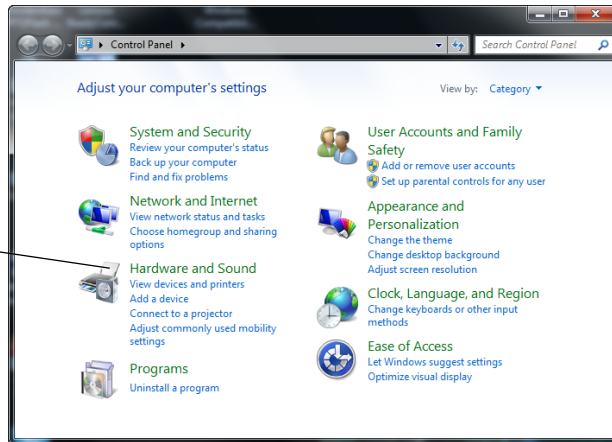 Control Panel
Search Control Panel
Adjust your computer's settings
View by: Category
System and Security
Review your computer's status
Back up your computer
Find and fix problems
Network and Internet
View network status and tasks
Choose homegroup and sharing
options
Hardware and Sound
View devices and printers
Add a device
Connect to a projector
Adjust commonly used mobility
settings
Programs
Uninstall a program
User Accounts and Family
Safety
Add or remove user accounts
Set up parental controls for any user
Appearance and
Personalization
Change the theme
Change desktop background
Adjust screen resolution
Clock, Language, and Region
Change keyboards or other input
methods
Ease of Access
Let Windows suggest settings
Optimize visual display